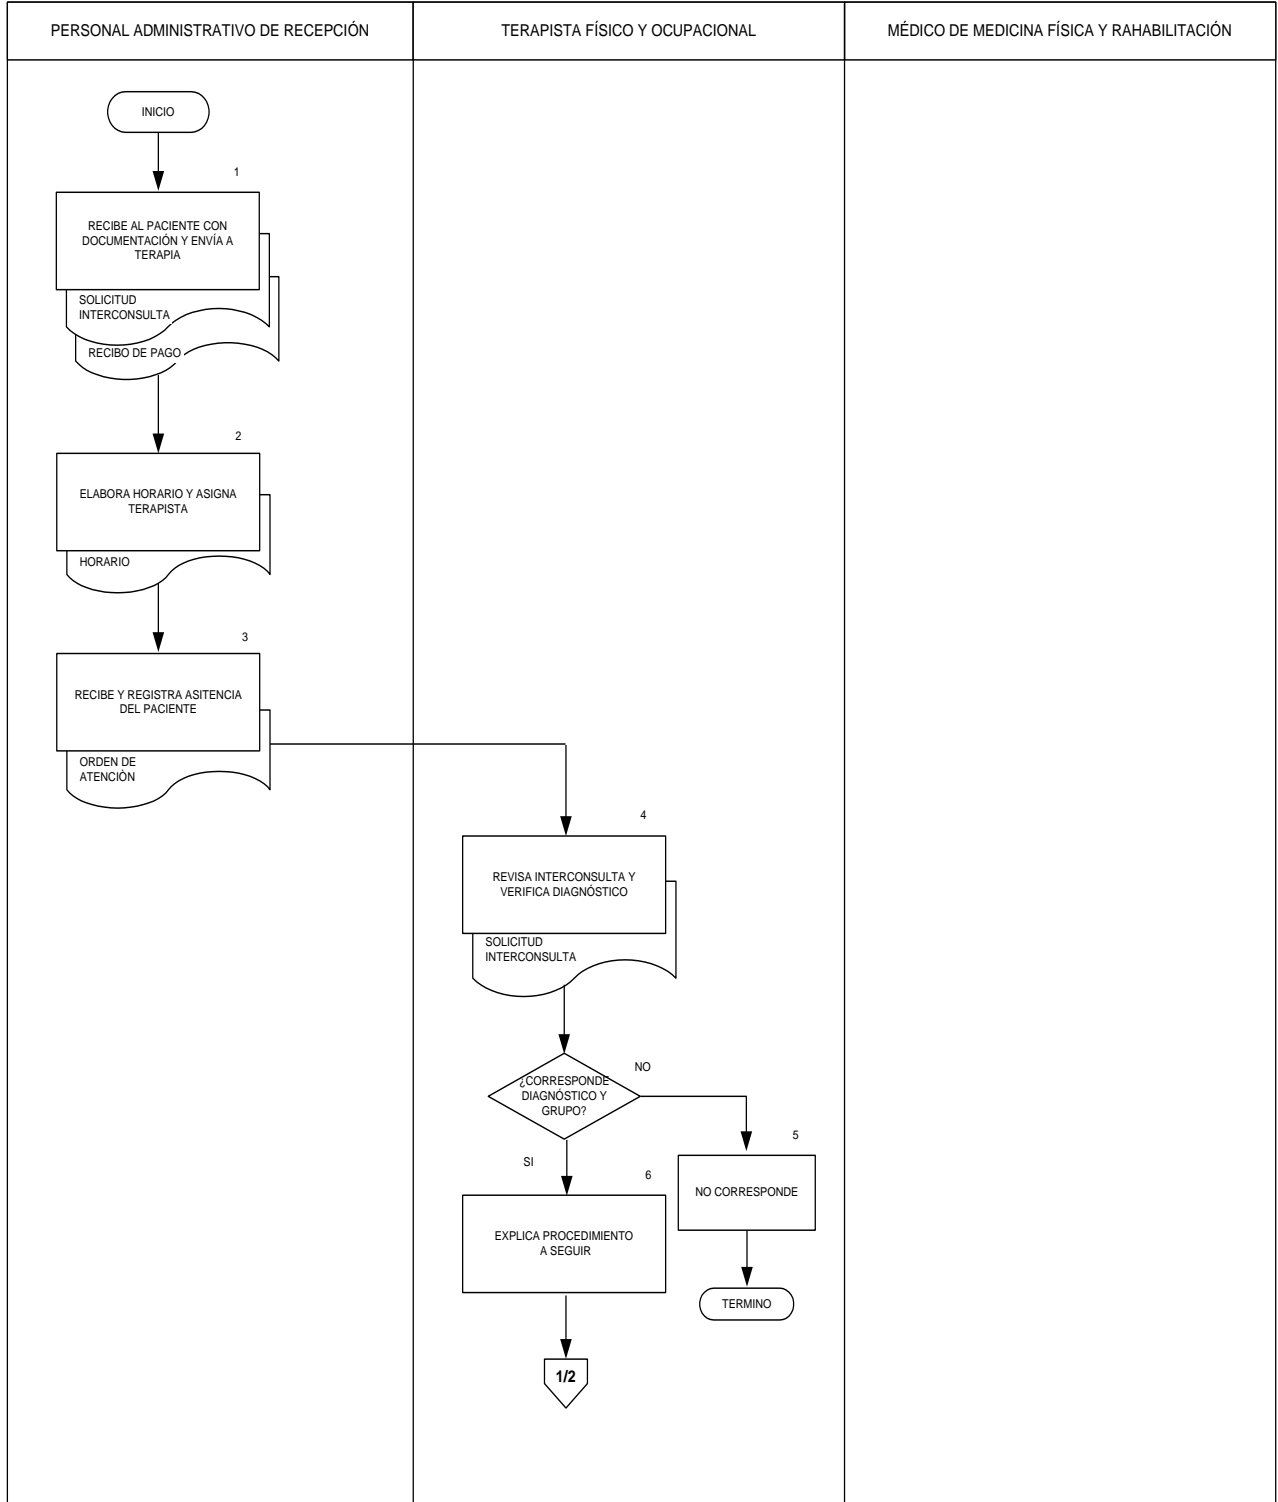 PERSONAL ADMINISTRATIVO DE RECEPCIÓN
TERAPISTA FÍSICO Y OCUPACIONAL
MÉDICO DE MEDICINA FÍSICA Y RAHABILITACIÓN
INICIO
1
RECIBE AL PACIENTE CON
DOCUMENTACIÓN Y ENVÍA A
TERAPIA
SOLICITUD
INTERCONSULTA
RECIBO DE PAGO
2
ELABORA HORARIO Y ASIGNA
TERAPISTA
HORARIO
3
RECIBE Y REGISTRA ASITENCIA
DEL PACIENTE
ORDEN DE
ATENCIÒN
4
REVISA INTERCONSULTA Y
VERIFICA DIAGNÓSTICO
SOLICITUD
INTERCONSULTA
¿CORRESPONDE
DIAGNÓSTICO Y
GRUPO?
NO
5
NO CORRESPONDE
TERMINO
SI
6
EXPLICA PROCEDIMIENTO
A SEGUIR
1/2